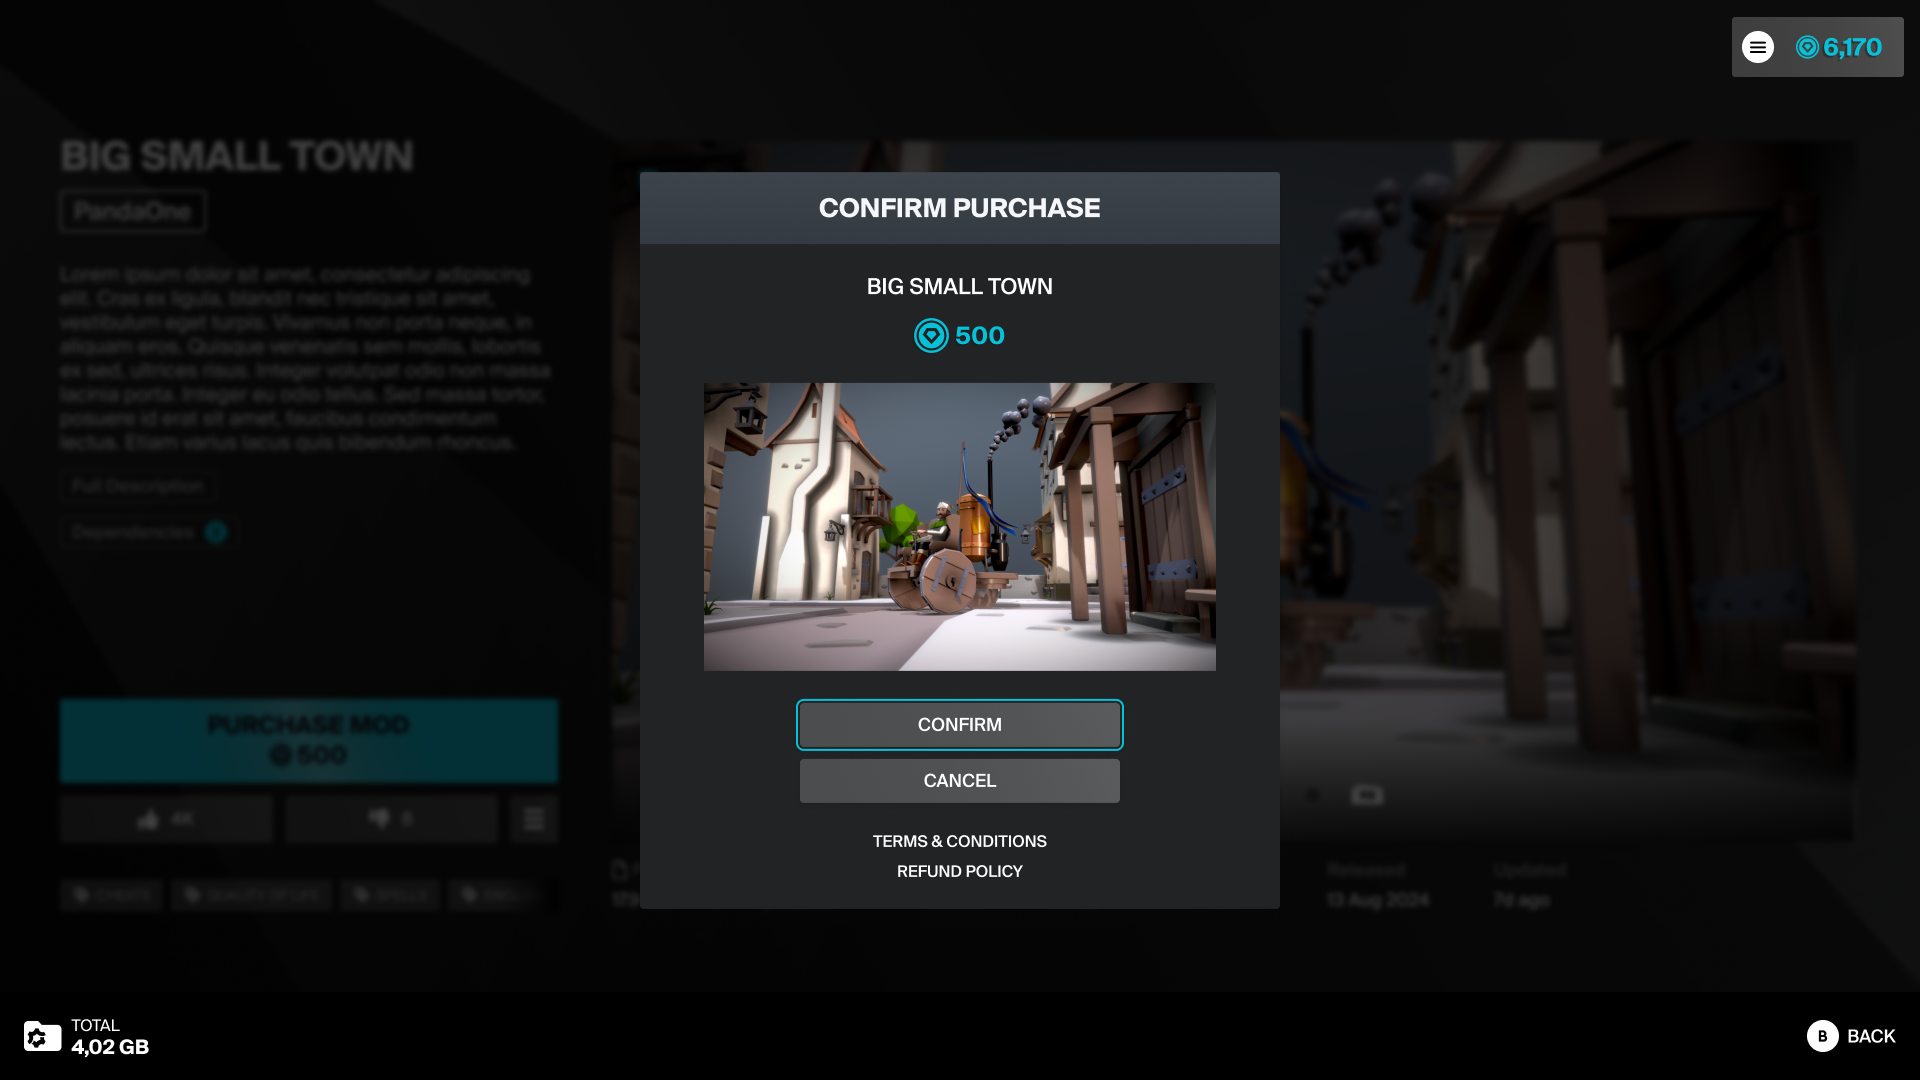 6,170
BIG SMALL TOWN
PandaOne
Lorem ipsum dolor sit amet, consectetur adipiscing
elit. Cras ex ligula, blandit nec tristique sit amet,
vestibulum eget turpis. Vivamus non porta neque, in
aliquam eros. Quisque venenatis sem mollis, lobortis
ex sed, ultrices risus. Integer volutpat odio non massa
lacinia porta. Integer eu odio tellus. Sed massa tortor,
posuere id erat sit amet, faucibus condimentum
lectus. Etiam varius lacus quis bibendum rhoncus.
Full Description
Dependencies
PURCHASE MOD
500
4K
6
QUALITY OF LIFE
CONFIRM PURCHASE
BIG SMALL TOWN
500
CONFIRM
CANCEL
TERMS & CONDITIONS
REFUND POLICY
Released
13 Aug 2024
Updated
7d ago
TOTAL
4,02 GB
B BACK